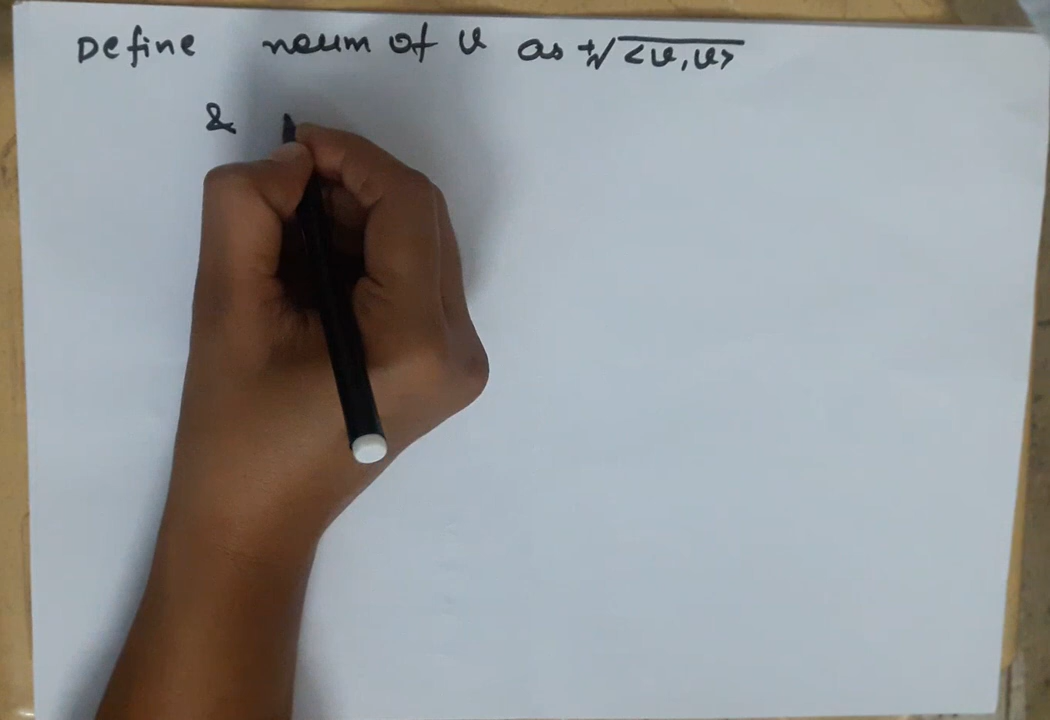 Define norm of v as +√<v,v>
&